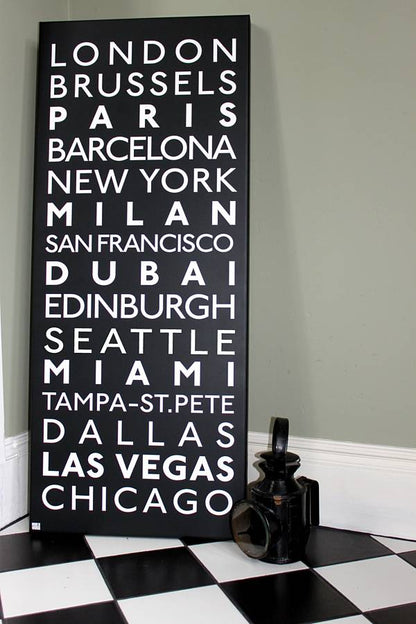 LONDON
BRUSSELS
PARIS
BARCELONA
NEW YORK
MILAN
SAN FRANCISCO
DUBAI
EDINBURGH
SEATTLE
MIAMI
TAMPA-ST.PETE
DALLAS
LAS VEGAS
CHICAGO